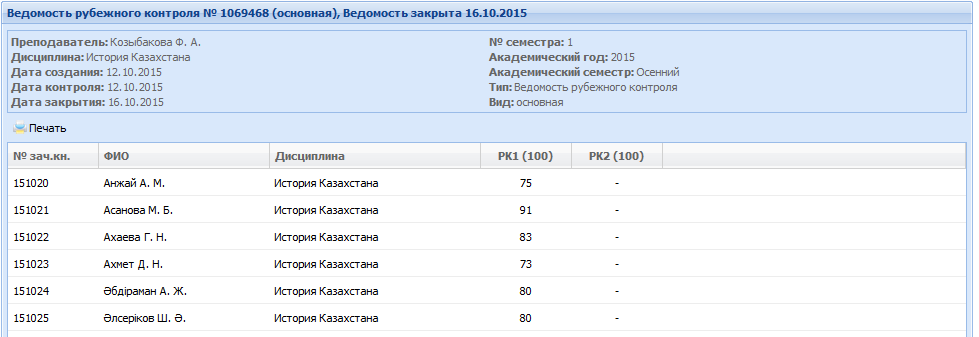 Ведомость рубежного контроля № 1069468 (основная), Ведомость закрыта 16.10.2015
Преподаватель: Козыбакова Ф. А.
Дисциплина: История Казахстана
Дата создания: 12.10.2015
Дата контроля: 12.10.2015
Дата закрытия: 16.10.2015
№ семестра: 1
Академический год: 2015
Академический семестр: Осенний
Тип: Ведомость рубежного контроля
Вид: основная
Печать
№ зач.кн. ФИО Дисциплина РК1 (100) РК2 (100)
151020 Анжай А. М. История Казахстана 75 -
151021 Асанова М. Б. История Казахстана 91 -
151022 Ахаева Г. Н. История Казахстана 83 -
151023 Ахмет Д. Н. История Казахстана 73 -
151024 Әбдіраман А. Ж. История Казахстана 80 -
151025 Әлсеріков Ш. Ә. История Казахстана 80 -